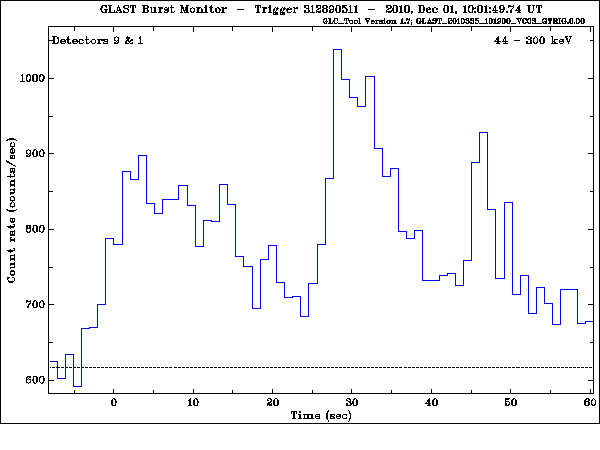 GLAST Burst Monitor - Trigger 312890511 - 2010, Dec 01, 10:01:49.74 UT
GLC_Tool Version 1.7; GLAST_2010335_101200_VC09_GTRIG.0.00
Detectors 9 & 1
44 - 300 keV
1000
900
800
700
600
Count rate (counts/sec)
0
10
20
30
40
50
60
Time (sec)